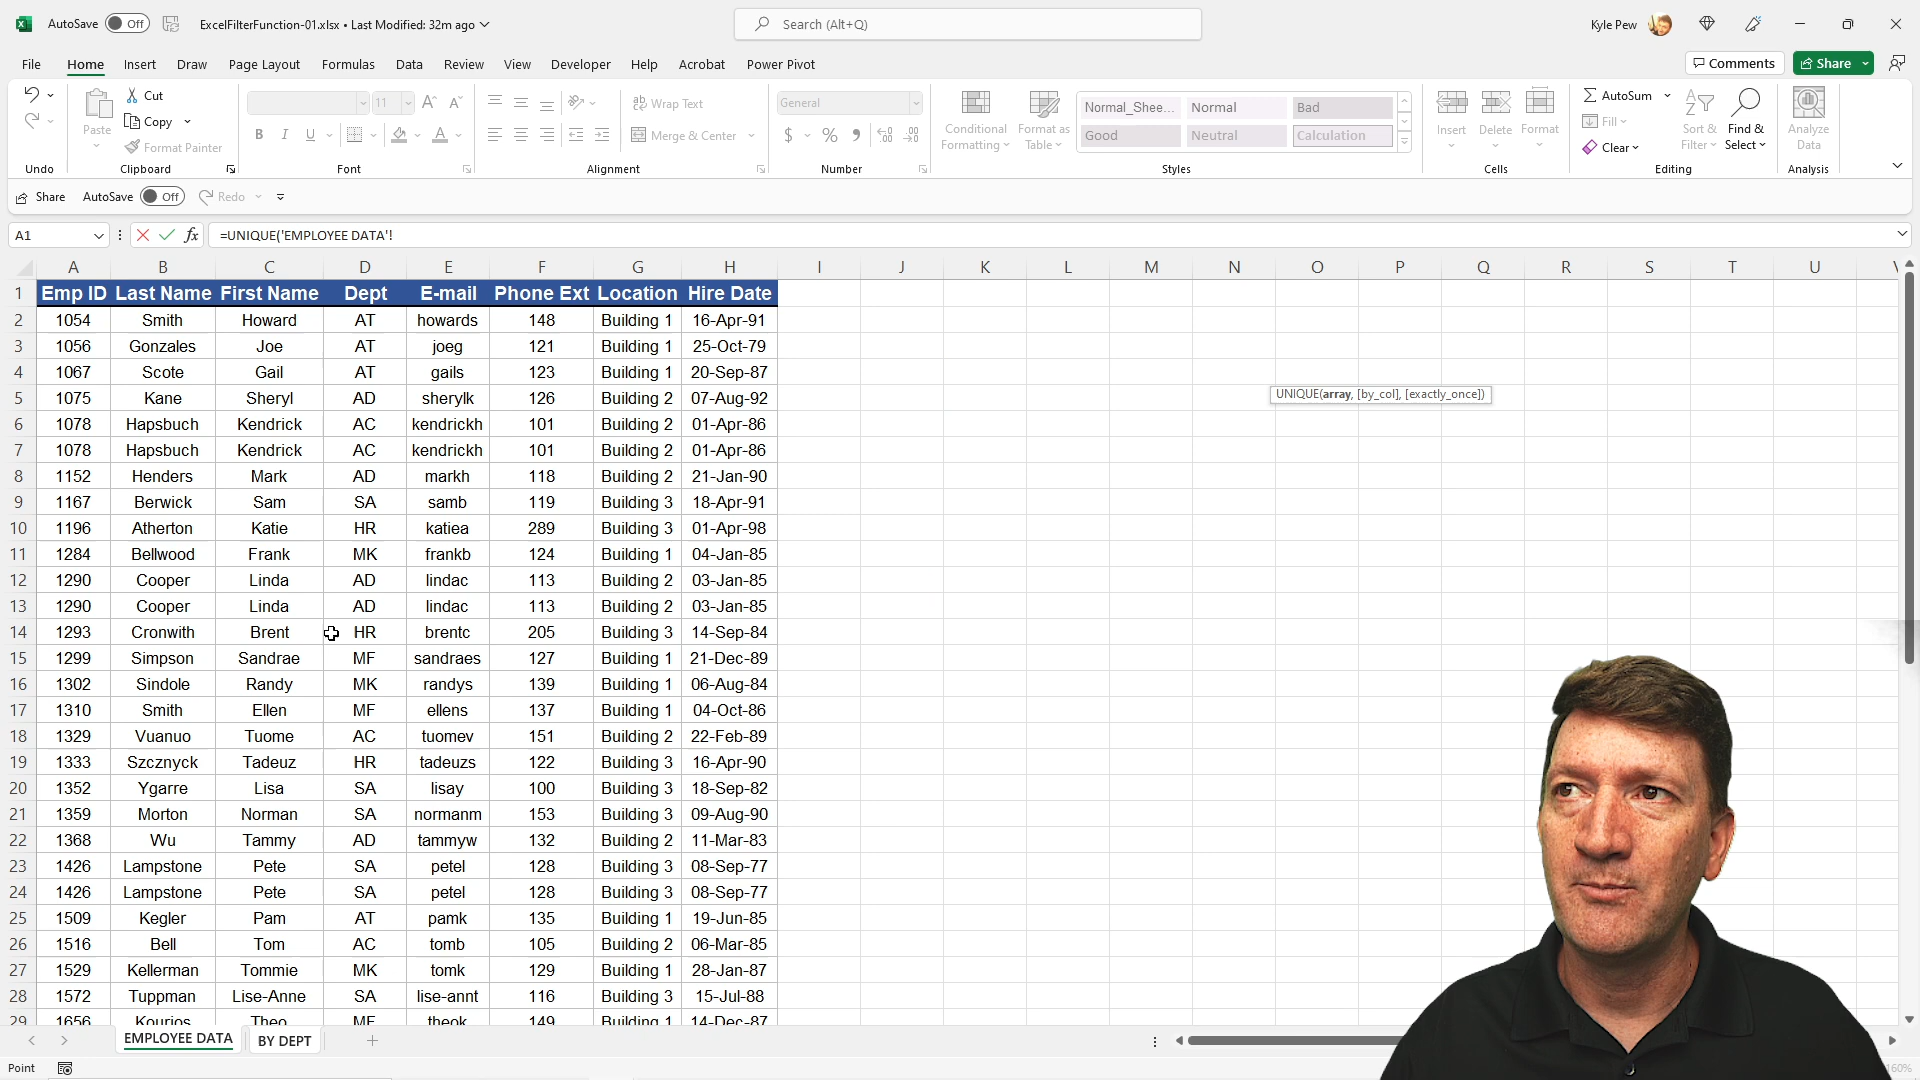 AutoSave Off ExcelFilterFunction-01.xlsx • Last Modified: 32m ago Search (Alt+Q) Kyle Pew
File Home Insert Draw Page Layout Formulas Data Review View Developer Help Acrobat Power Pivot Comments Share
Cut
Copy
Format Painter
Paste
11
Wrap Text
Merge & Center
General
Conditional Formatting
Format as Table
Normal_Shee... Normal Bad
Good Neutral Calculation
Insert Delete Format
AutoSum
Fill
Clear
Sort & Filter
Find & Select
Analyze Data
Undo Clipboard Font Alignment Number Styles Cells Editing Analysis
Share AutoSave Off Redo
A1 fx =UNIQUE('EMPLOYEE DATA'!
A B C D E F G H I J K L M N O P Q R S T U
1 Emp ID Last Name First Name Dept E-mail Phone Ext Location Hire Date
2 1054 Smith Howard AT howards 148 Building 1 16-Apr-91
3 1056 Gonzales Joe AT joeg 121 Building 1 25-Oct-79
4 1067 Scote Gail AT gails 123 Building 1 20-Sep-87
5 1075 Kane Sheryl AD sherylk 126 Building 2 07-Aug-92
UNIQUE(array, [by_col], [exactly_once])
6 1078 Hapsbuch Kendrick AC kendrickh 101 Building 2 01-Apr-86
7 1078 Hapsbuch Kendrick AC kendrickh 101 Building 2 01-Apr-86
8 1152 Henders Mark AD markh 118 Building 2 21-Jan-90
9 1167 Berwick Sam SA samb 119 Building 3 18-Apr-91
10 1196 Atherton Katie HR katiea 289 Building 3 01-Apr-98
11 1284 Bellwood Frank MK frankb 124 Building 1 04-Jan-85
12 1290 Cooper Linda AD lindac 113 Building 2 03-Jan-85
13 1290 Cooper Linda AD lindac 113 Building 2 03-Jan-85
14 1293 Cronwith Brent HR brentc 205 Building 3 14-Sep-84
15 1299 Simpson Sandrae MF sandraes 127 Building 1 21-Dec-89
16 1302 Sindole Randy MK randys 139 Building 1 06-Aug-84
17 1310 Smith Ellen MF ellens 137 Building 1 04-Oct-86
18 1329 Vuanuo Tuome AC tuomev 151 Building 2 22-Feb-89
19 1333 Szcznyck Tadeuz HR tadeuzs 122 Building 3 16-Apr-90
20 1352 Ygarre Lisa SA lisay 100 Building 3 18-Sep-82
21 1359 Morton Norman SA normanm 153 Building 3 09-Aug-90
22 1368 Wu Tammy AD tammyw 132 Building 2 11-Mar-83
23 1426 Lampstone Pete SA petel 128 Building 3 08-Sep-77
24 1426 Lampstone Pete SA petel 128 Building 3 08-Sep-77
25 1509 Kegler Pam AT pamk 135 Building 1 19-Jun-85
26 1516 Bell Tom AC tomb 105 Building 2 06-Mar-85
27 1529 Kellerman Tommie MK tomk 129 Building 1 28-Jan-87
28 1572 Tuppman Lise-Anne SA lise-annt 116 Building 3 15-Jul-88
29 1656 Kourios Theo MF theok 149 Building 1 14-Dec-87
EMPLOYEE DATA BY DEPT
Point 160%